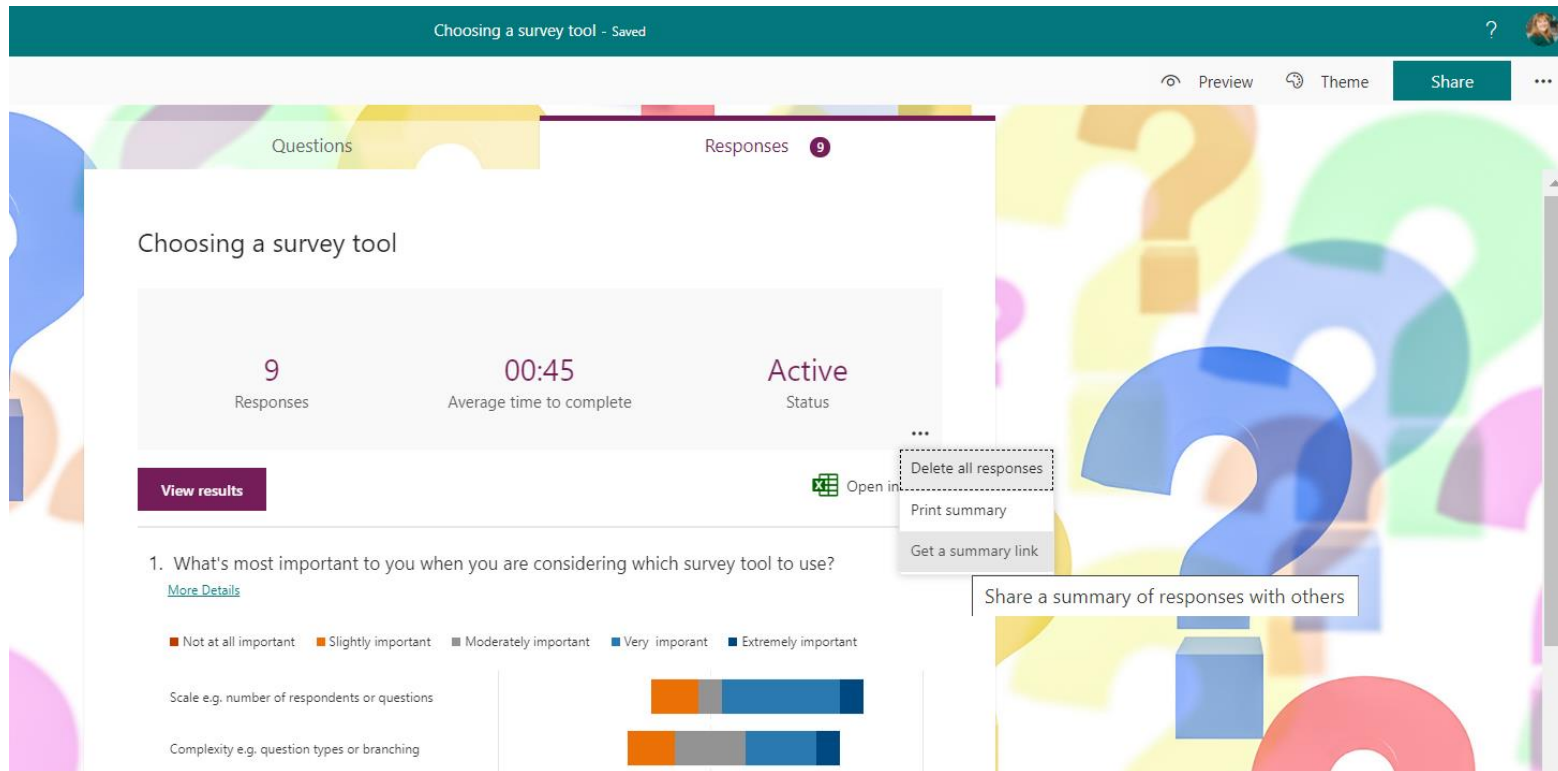 Choosing a survey tool - Saved
?
Preview
Theme
Share
...
Questions
Responses 9
Choosing a survey tool
9
Responses
00:45
Average time to complete
Active
Status
...
View results
Open in
Delete all responses
Print summary
Get a summary link
Share a summary of responses with others
1. What's most important to you when you are considering which survey tool to use?
More Details
Not at all important Slightly important Moderately important Very imporant Extremely important
Scale e.g. number of respondents or questions
Complexity e.g. question types or branching